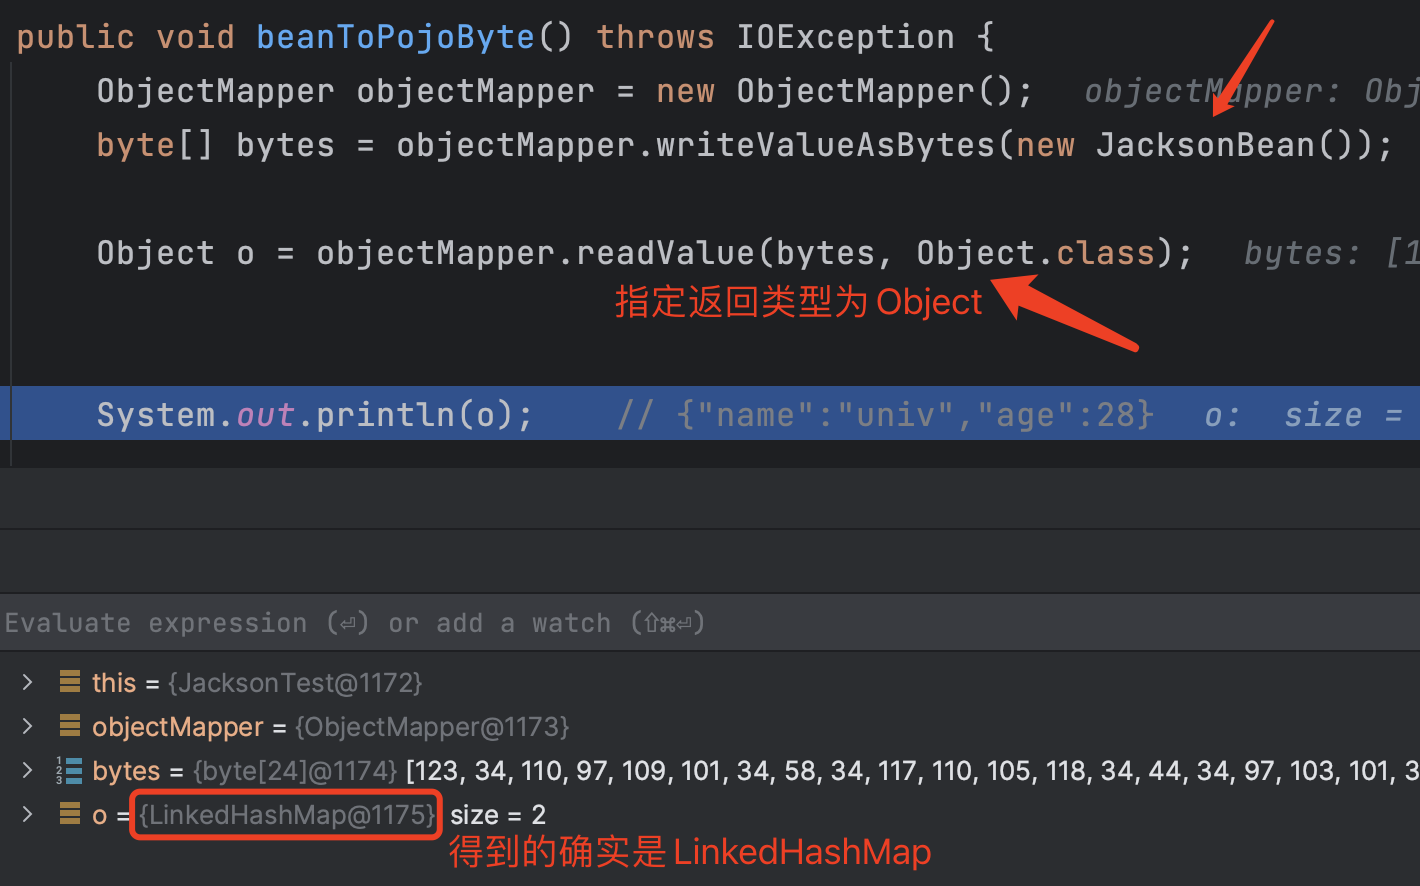 public void beanToPojoByte() throws IOException {
ObjectMapper objectMapper = new ObjectMapper(); objectMapper: Obj
byte[] bytes = objectMapper.writeValueAsBytes(new JacksonBean());
Object o = objectMapper.readValue(bytes, Object.class); bytes: [1
指定返回类型为 Object
System.out.println(o); // {"name":"univ","age":28} o: size =
Evaluate expression (⏎) or add a watch (⇧⌘⏎)
this = {JacksonTest@1172}
objectMapper = {ObjectMapper@1173}
bytes = {byte[24]@1174} [123, 34, 110, 97, 109, 101, 34, 58, 34, 117, 110, 105, 118, 34, 44, 34, 97, 103, 101, 3
o = {LinkedHashMap@1175} size = 2
得到的确实是 LinkedHashMap